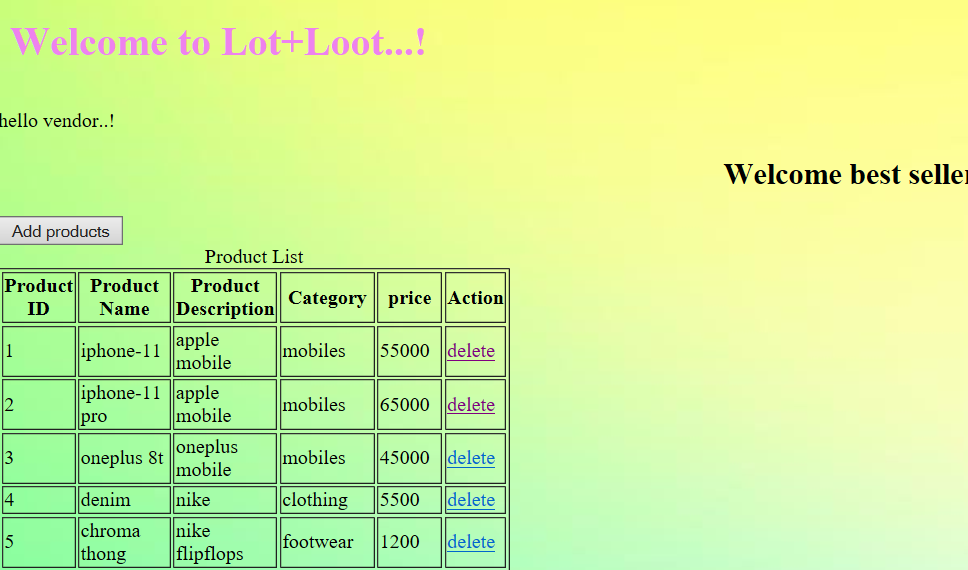 Welcome to Lot+Loot...!
hello vendor..!
Welcome best seller
Add products
Product List
Product ID Product Name Product Description Category price Action
1 iphone-11 apple mobile mobiles 55000 delete
2 iphone-11 pro apple mobile mobiles 65000 delete
3 oneplus 8t oneplus mobile mobiles 45000 delete
4 denim nike clothing 5500 delete
5 chroma thong nike flipflops footwear 1200 delete